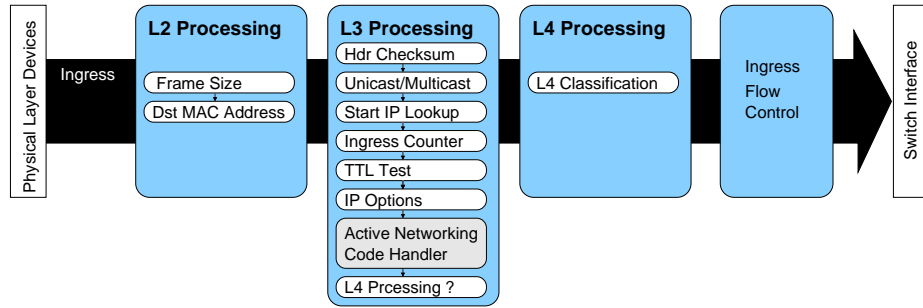 Physical Layer Devices
Ingress
L2 Processing
Frame Size
Dst MAC Address
L3 Processing
Hdr Checksum
Unicast/Multicast
Start IP Lookup
Ingress Counter
TTL Test
IP Options
Active Networking
Code Handler
L4 Prcessing ?
L4 Processing
L4 Classification
Ingress
Flow
Control
Switch Interface